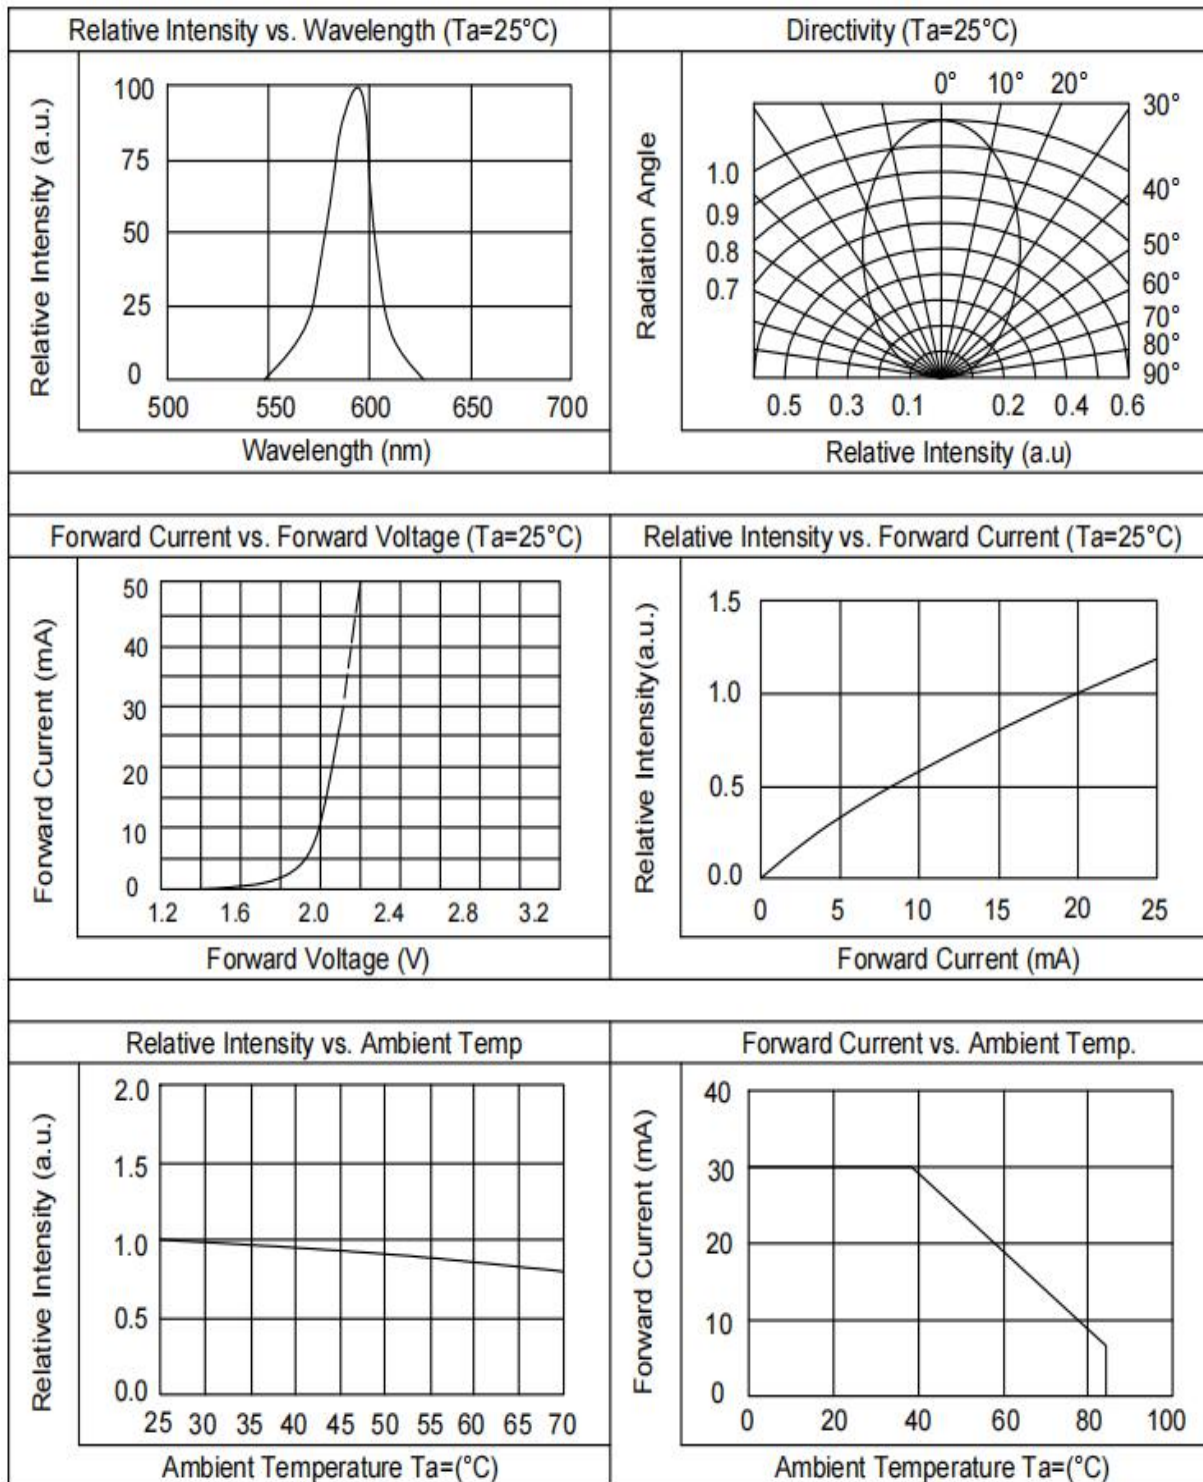 Relative Intensity vs. Wavelength (Ta=25°C)
Directivity (Ta=25°C)
Relative Intensity (a.u.)
100
75
50
25
0
500 550 600 650 700
Wavelength (nm)
Radiation Angle
0° 10° 20°
30°
40°
50°
60°
70°
80°
90°
1.0
0.9
0.8
0.7
0.5 0.3 0.1 0.2 0.4 0.6
Relative Intensity (a.u)
Forward Current vs. Forward Voltage (Ta=25°C)
Relative Intensity vs. Forward Current (Ta=25°C)
Forward Current (mA)
50
40
30
20
10
0
1.2 1.6 2.0 2.4 2.8 3.2
Forward Voltage (V)
Relative Intensity(a.u.)
1.5
1.0
0.5
0.0
0 5 10 15 20 25
Forward Current (mA)
Relative Intensity vs. Ambient Temp
Forward Current vs. Ambient Temp.
Relative Intensity (a.u.)
2.0
1.5
1.0
0.5
0.0
25 30 35 40 45 50 55 60 65 70
Ambient Temperature Ta=(°C)
Forward Current (mA)
40
30
20
10
0
0 20 40 60 80 100
Ambient Temperature Ta=(°C)